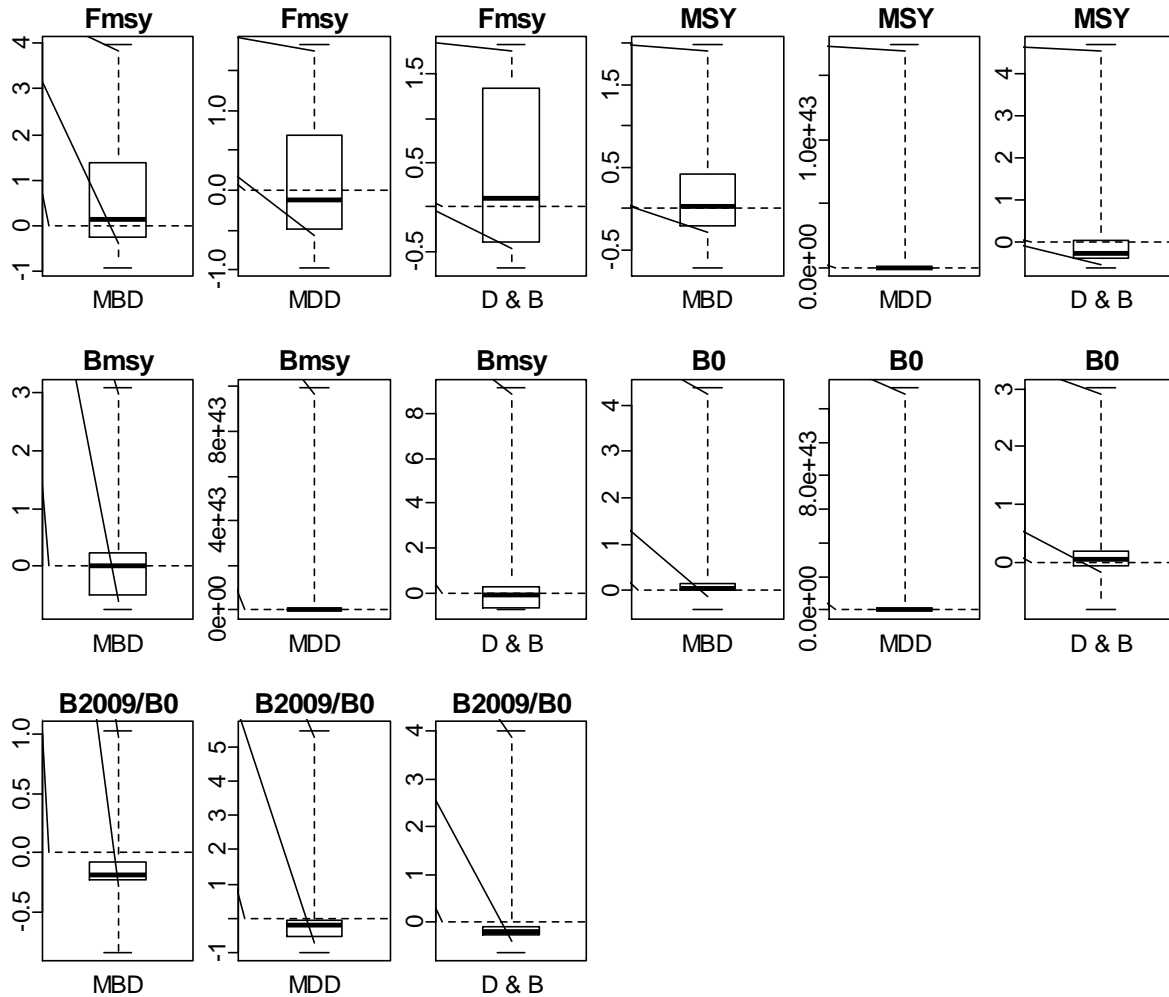 Fmsy
4
3
2
1
0
-1
MBD
Fmsy
1.0
0.0
-1.0
MDD
Fmsy
1.5
0.5
-0.5
D & B
MSY
1.5
0.5
-0.5
MBD
MSY
1.0e+43
0.0e+00
MDD
MSY
4
3
2
1
0
D & B
Bmsy
3
2
1
0
MBD
Bmsy
8e+43
4e+43
0e+00
MDD
Bmsy
8
6
4
2
0
D & B
B0
4
3
2
1
0
MBD
B0
8.0e+43
0.0e+00
MDD
B0
3
2
1
0
D & B
B2009/B0
1.0
0.5
0.0
-0.5
MBD
B2009/B0
5
4
3
2
1
-1
MDD
B2009/B0
4
3
2
1
0
D & B